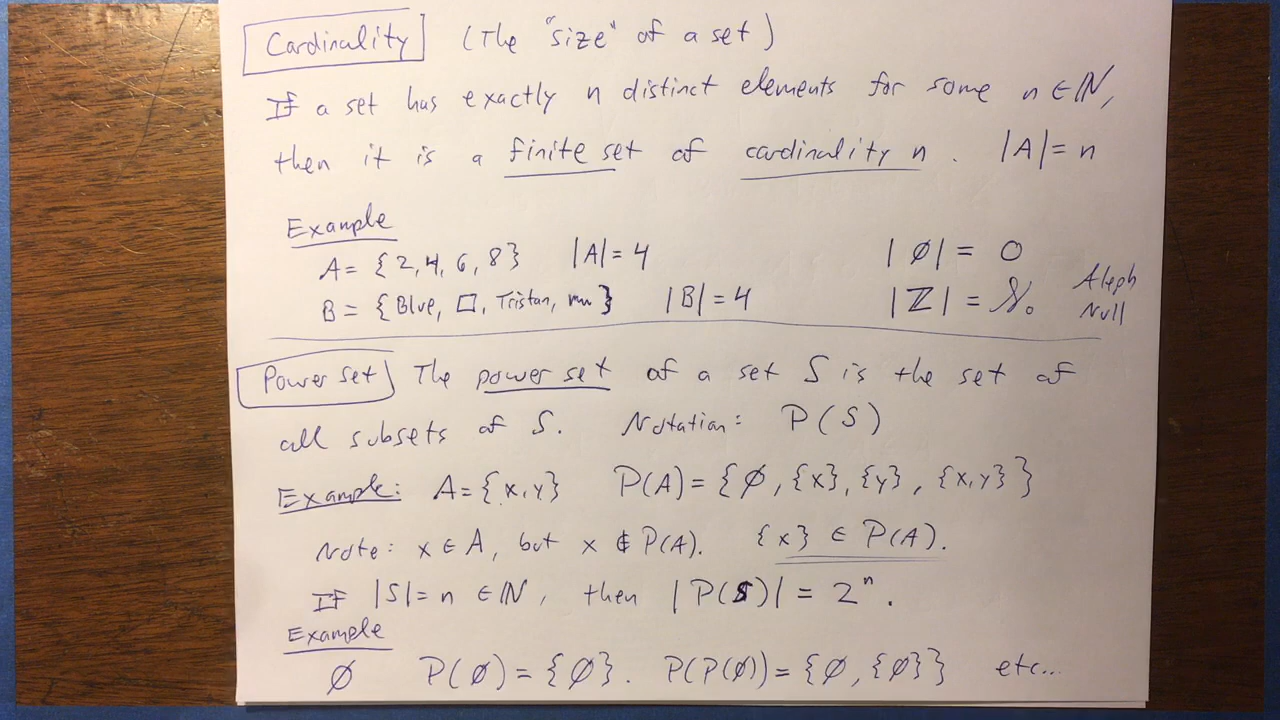 Cardinality (The "size" of a set)
If a set has exactly n distinct elements for some n ∈ ℕ,
then it is a finite set of cardinality n. |A| = n
Example
A = {2, 4, 6, 8} |A| = 4 |∅| = 0
B = {Blue, □, Tristan, } |B| = 4 |ℤ| = ℵ₀ Aleph Null
Power set The power set of a set S is the set of
all subsets of S. Notation: P(S)
Example: A = {x, y} P(A) = {∅, {x}, {y}, {x, y}}
Note: x ∈ A, but x ∉ P(A). {x} ∈ P(A).
If |S| = n ∈ ℕ, then |P(S)| = 2ⁿ.
Example
∅ P(∅) = {∅}. P(P(∅)) = {∅, {∅}} etc...